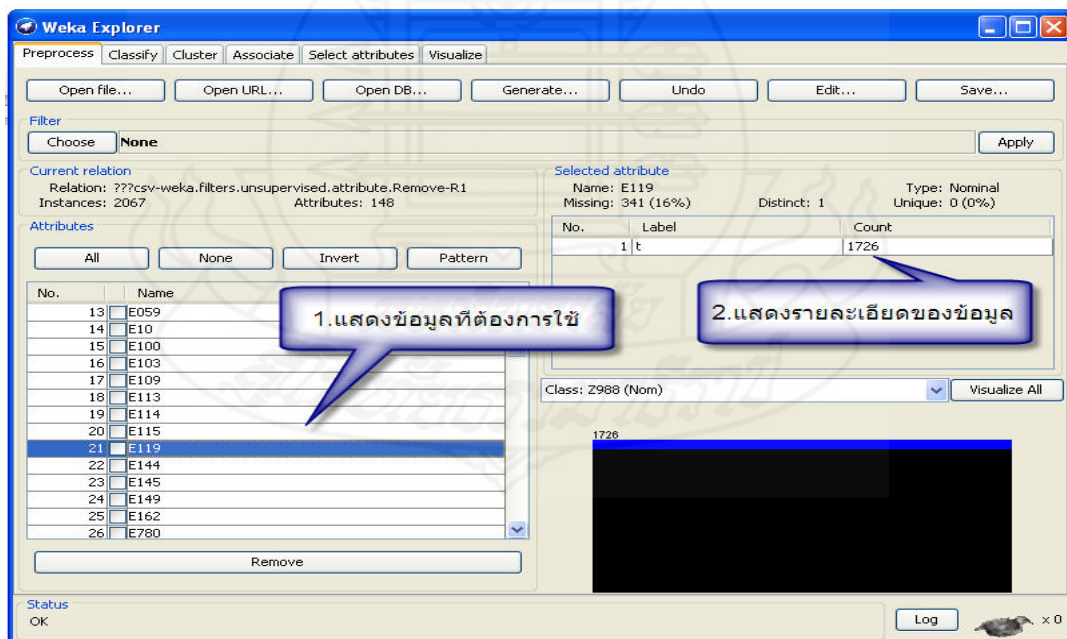 Weka Explorer
Preprocess Classify Cluster Associate Select attributes Visualize
Open file... Open URL... Open DB... Generate... Undo Edit... Save...
Filter
Choose None Apply
Current relation
Relation: ???csv-weka.filters.unsupervised.attribute.Remove-R1
Instances: 2067 Attributes: 148
Selected attribute
Name: E119 Type: Nominal
Missing: 341 (16%) Distinct: 1 Unique: 0 (0%)
No. Label Count
1 t 1726
Attributes
All None Invert Pattern
No. Name
13 E059
14 E10
15 E100
16 E103
17 E109
18 E113
19 E114
20 E115
21 E119
22 E144
23 E145
24 E149
25 E162
26 E780
Remove
1.แสดงข้อมูลที่ต้องการใช้
2.แสดงรายละเอียดของข้อมูล
Class: Z988 (Nom) Visualize All
1726
Status
OK
Log x 0